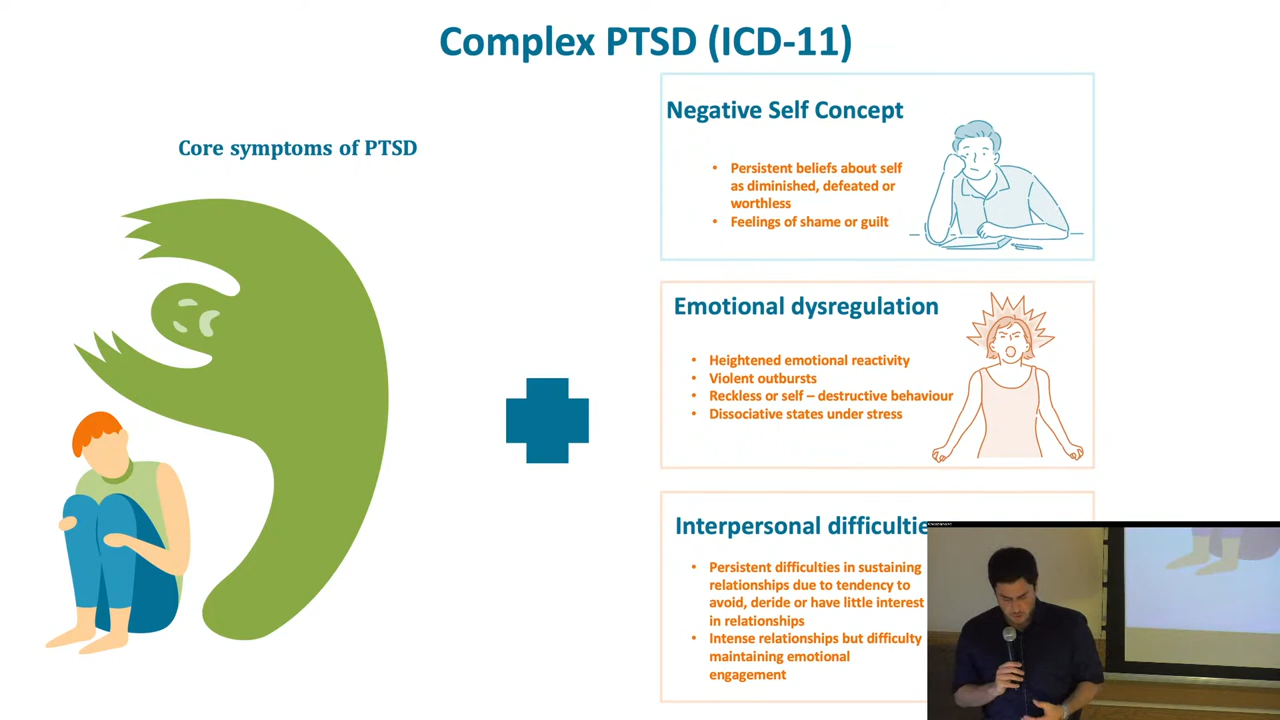 Complex PTSD (ICD-11)
Core symptoms of PTSD
Negative Self Concept
• Persistent beliefs about self
as diminished, defeated or
worthless
• Feelings of shame or guilt
Emotional dysregulation
• Heightened emotional reactivity
• Violent outbursts
• Reckless or self – destructive behaviour
• Dissociative states under stress
Interpersonal
• Persistent difficulties in sustaining
relationships due to tendency to
avoid, deride or have little interest
in relationships
• Intense relationships but difficulty
maintaining emotional
engagement